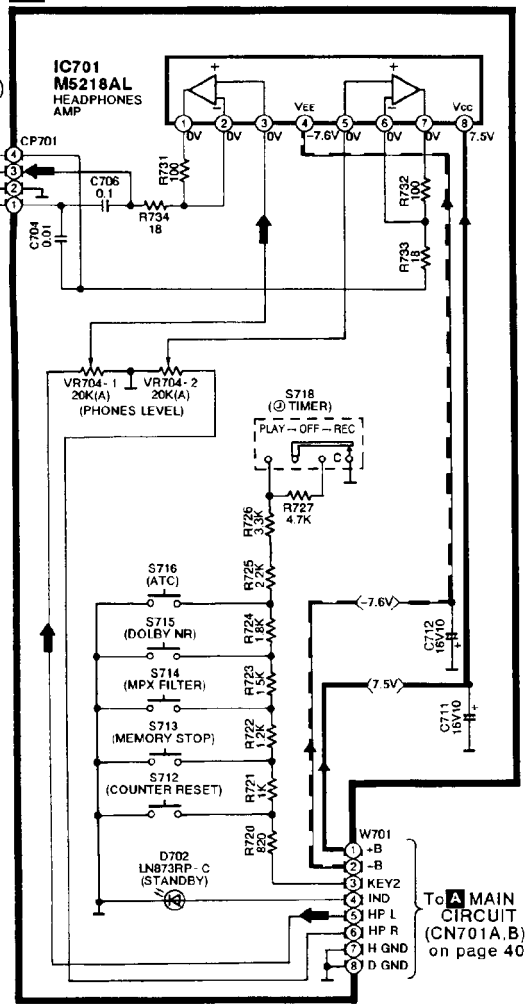 IC701
M5218AL
HEADPHONES
AMP
+ −
+ −
VEE
VCC
1 2 3 4 5 6 7 8
0V 0V 0V -7.6V 0V 0V 0V 7.5V
CP701
4
3
2
1
R731
100
R732
100
C706
0.1
R734
18
C704
0.01
R733
18
VR704-1
20K(A)
VR704-2
20K(A)
(PHONES LEVEL)
S718
(TIMER)
PLAY – OFF – REC
C
R727
4.7K
R726
3.3K
R725
2.2K
S716
(ATC)
R724
1.8K
S715
(DOLBY NR)
R723
1.5K
S714
(MPX FILTER)
R722
1.2K
S713
(MEMORY STOP)
R721
1K
S712
(COUNTER RESET)
R720
820
-7.6V
C712
16V10
+
7.5V
C711
16V10
+
D702
LN873RP-C
(STANDBY)
W701
1 +B
2 -B
3 KEY2
4 IND
5 HP L
6 HP R
7 H GND
8 D GND
To A MAIN
CIRCUIT
(CN701A,B)
on page 40